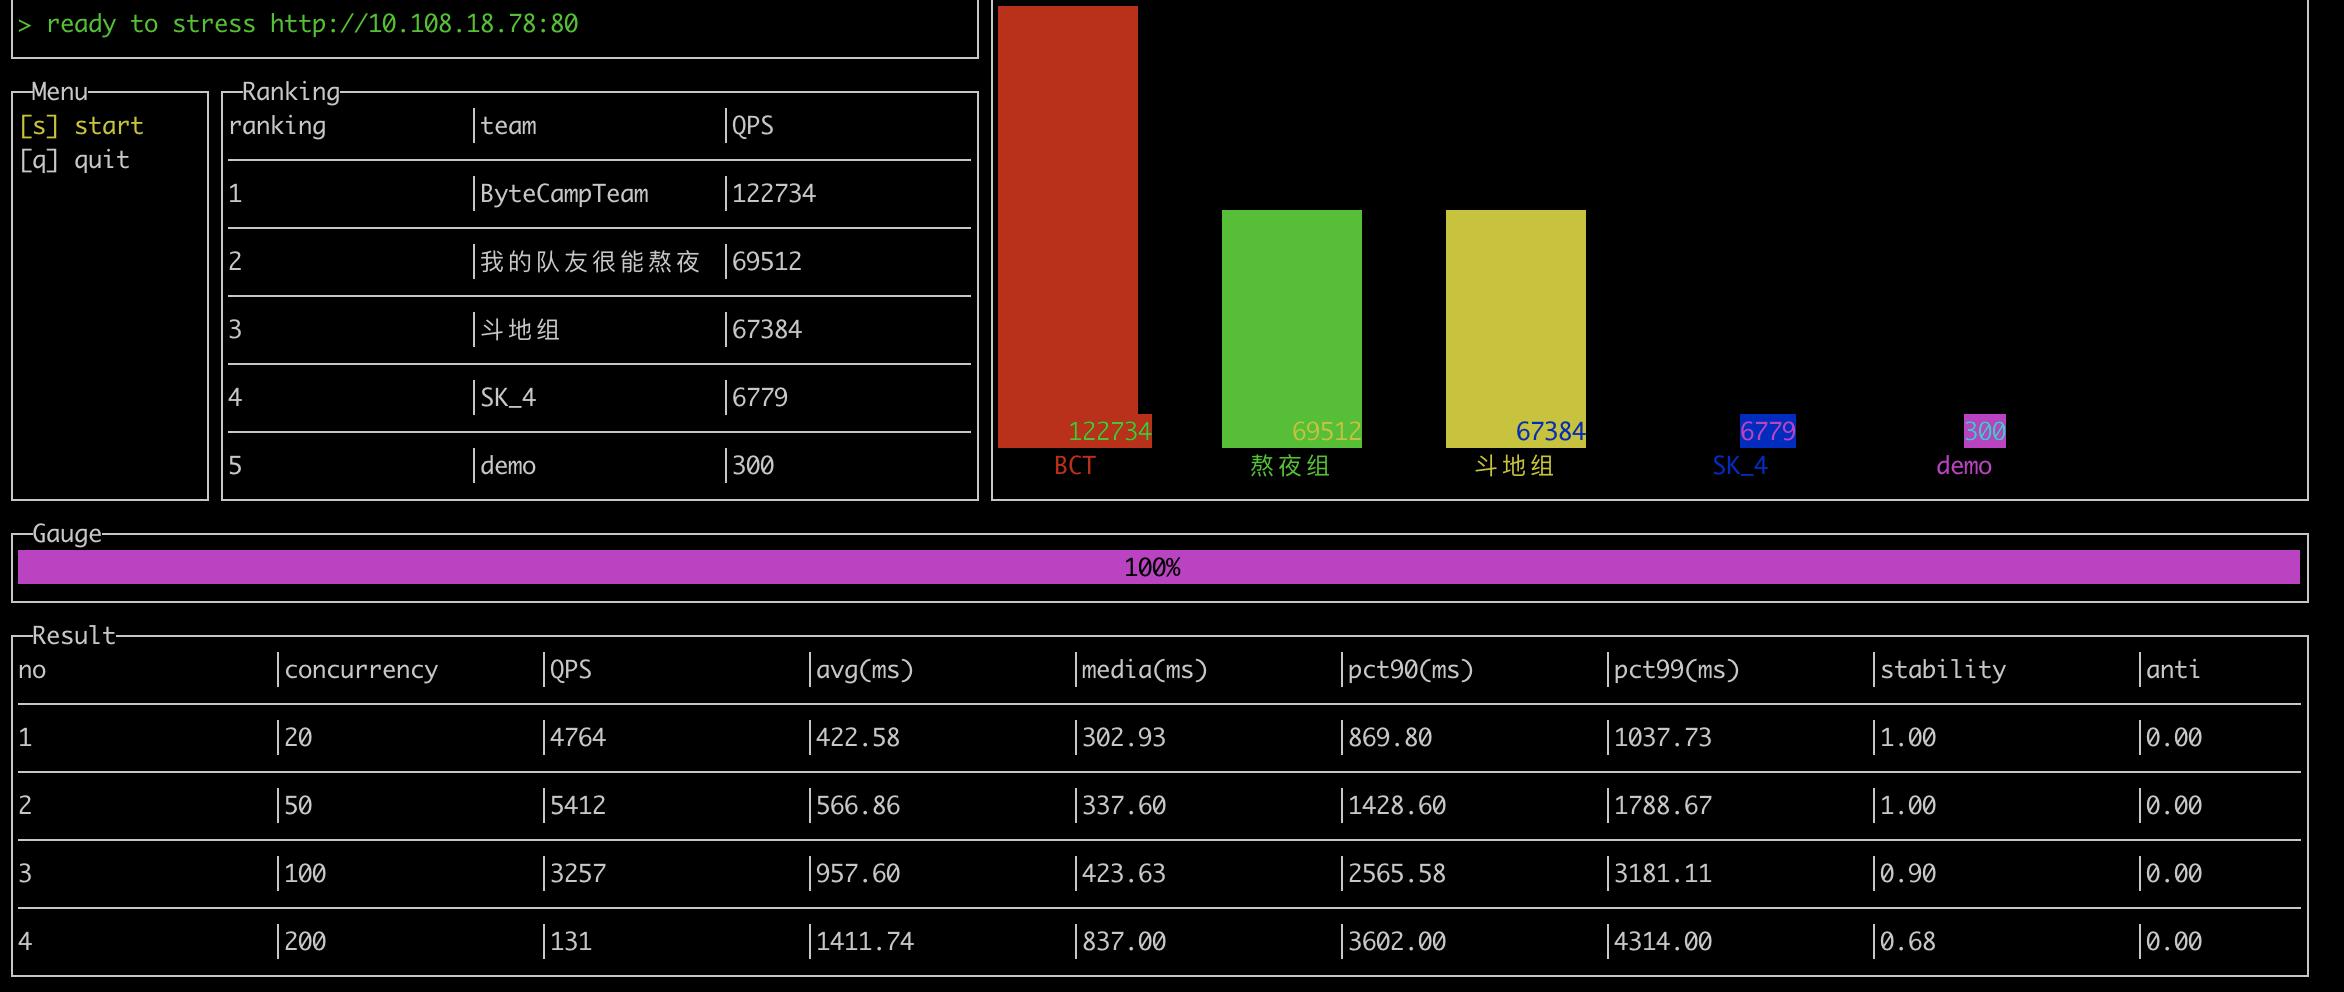 > ready to stress http://10.108.18.78:80
Menu
[s] start
[q] quit
Ranking
ranking team QPS
1 ByteCampTeam 122734
2 我的队友很能熬夜 69512
3 斗地组 67384
4 SK_4 6779
5 demo 300
122734 69512 67384 6779 300
BCT 熬夜组 斗地组 SK_4 demo
Gauge
100%
Result
no concurrency QPS avg(ms) media(ms) pct90(ms) pct99(ms) stability anti
1 20 4764 422.58 302.93 869.80 1037.73 1.00 0.00
2 50 5412 566.86 337.60 1428.60 1788.67 1.00 0.00
3 100 3257 957.60 423.63 2565.58 3181.11 0.90 0.00
4 200 131 1411.74 837.00 3602.00 4314.00 0.68 0.00